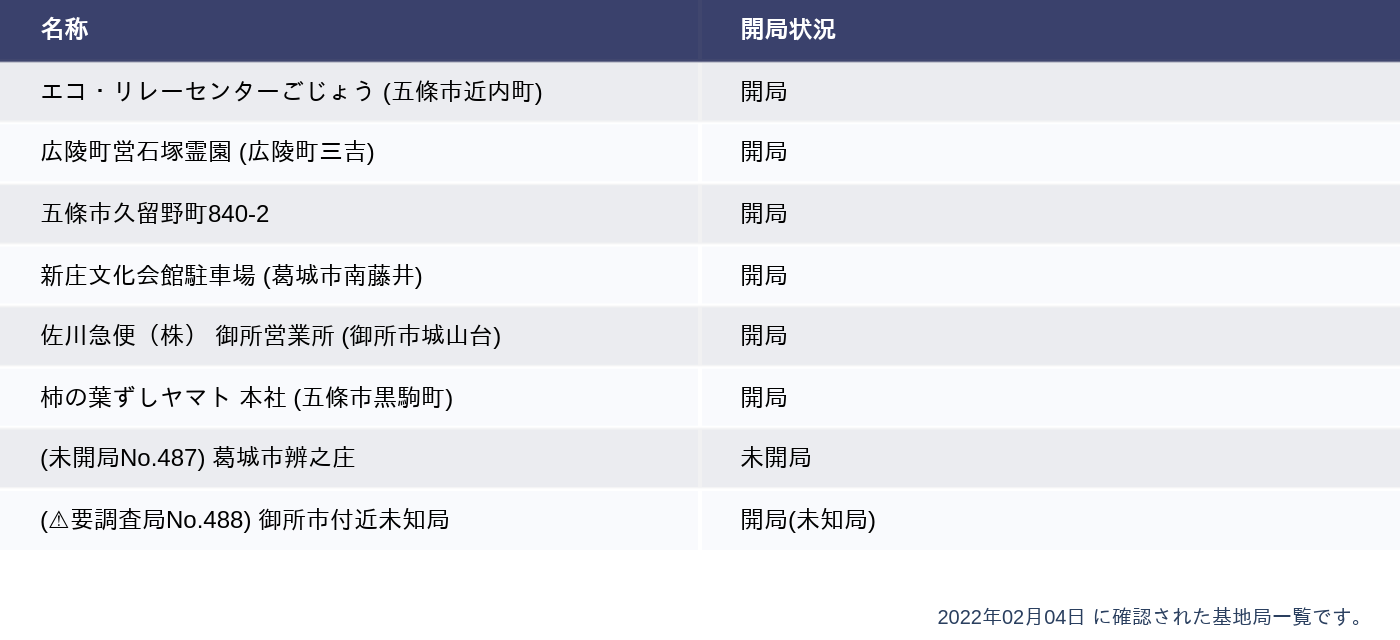 名称 開局状況
エコ・リレーセンターごじょう (五條市近内町) 開局
広陵町営石塚霊園 (広陵町三吉) 開局
五條市久留野町840-2 開局
新庄文化会館駐車場 (葛城市南藤井) 開局
佐川急便（株） 御所営業所 (御所市城山台) 開局
柿の葉ずしヤマト 本社 (五條市黒駒町) 開局
(未開局No.487) 葛城市辨之庄 未開局
(⚠要調査局No.488) 御所市付近未知局 開局(未知局)
2022年02月04日 に確認された基地局一覧です。